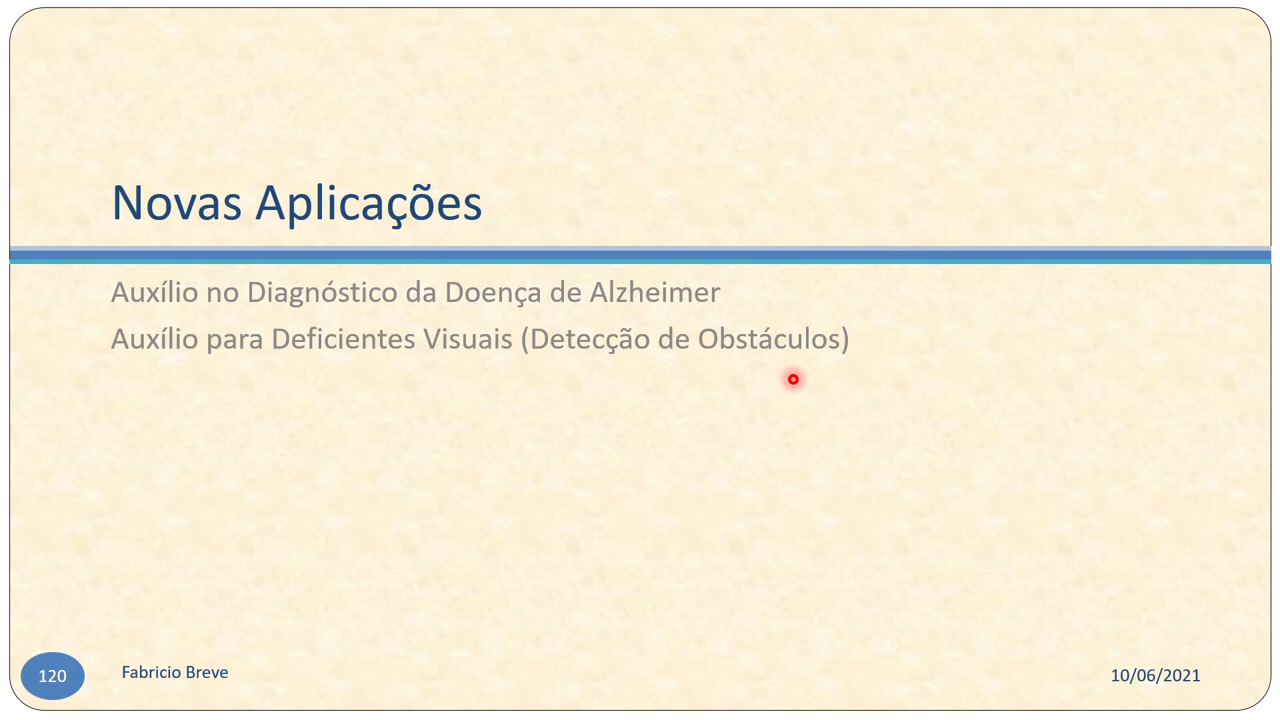 Novas Aplicações
Auxílio no Diagnóstico da Doença de Alzheimer
Auxílio para Deficientes Visuais (Detecção de Obstáculos)
120
Fabricio Breve
10/06/2021